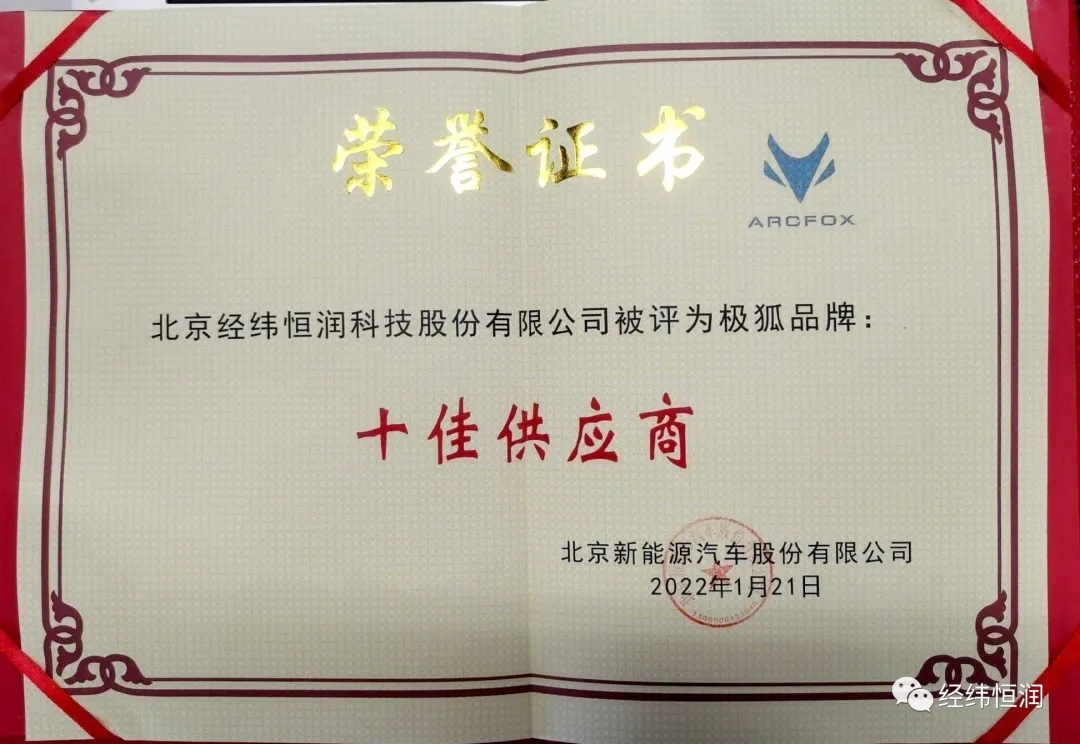 荣誉证书
ARCFOX
北京经纬恒润科技股份有限公司被评为极狐品牌：
十佳供应商
北京新能源汽车股份有限公司
2022年1月21日
经纬恒润